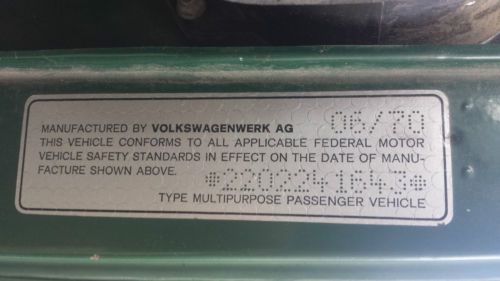 MANUFACTURED BY VOLKSWAGENWERK AG 06/70
THIS VEHICLE CONFORMS TO ALL APPLICABLE FEDERAL MOTOR
VEHICLE SAFETY STANDARDS IN EFFECT ON THE DATE OF MANU-
FACTURE SHOWN ABOVE. *2202241643*
TYPE MULTIPURPOSE PASSENGER VEHICLE